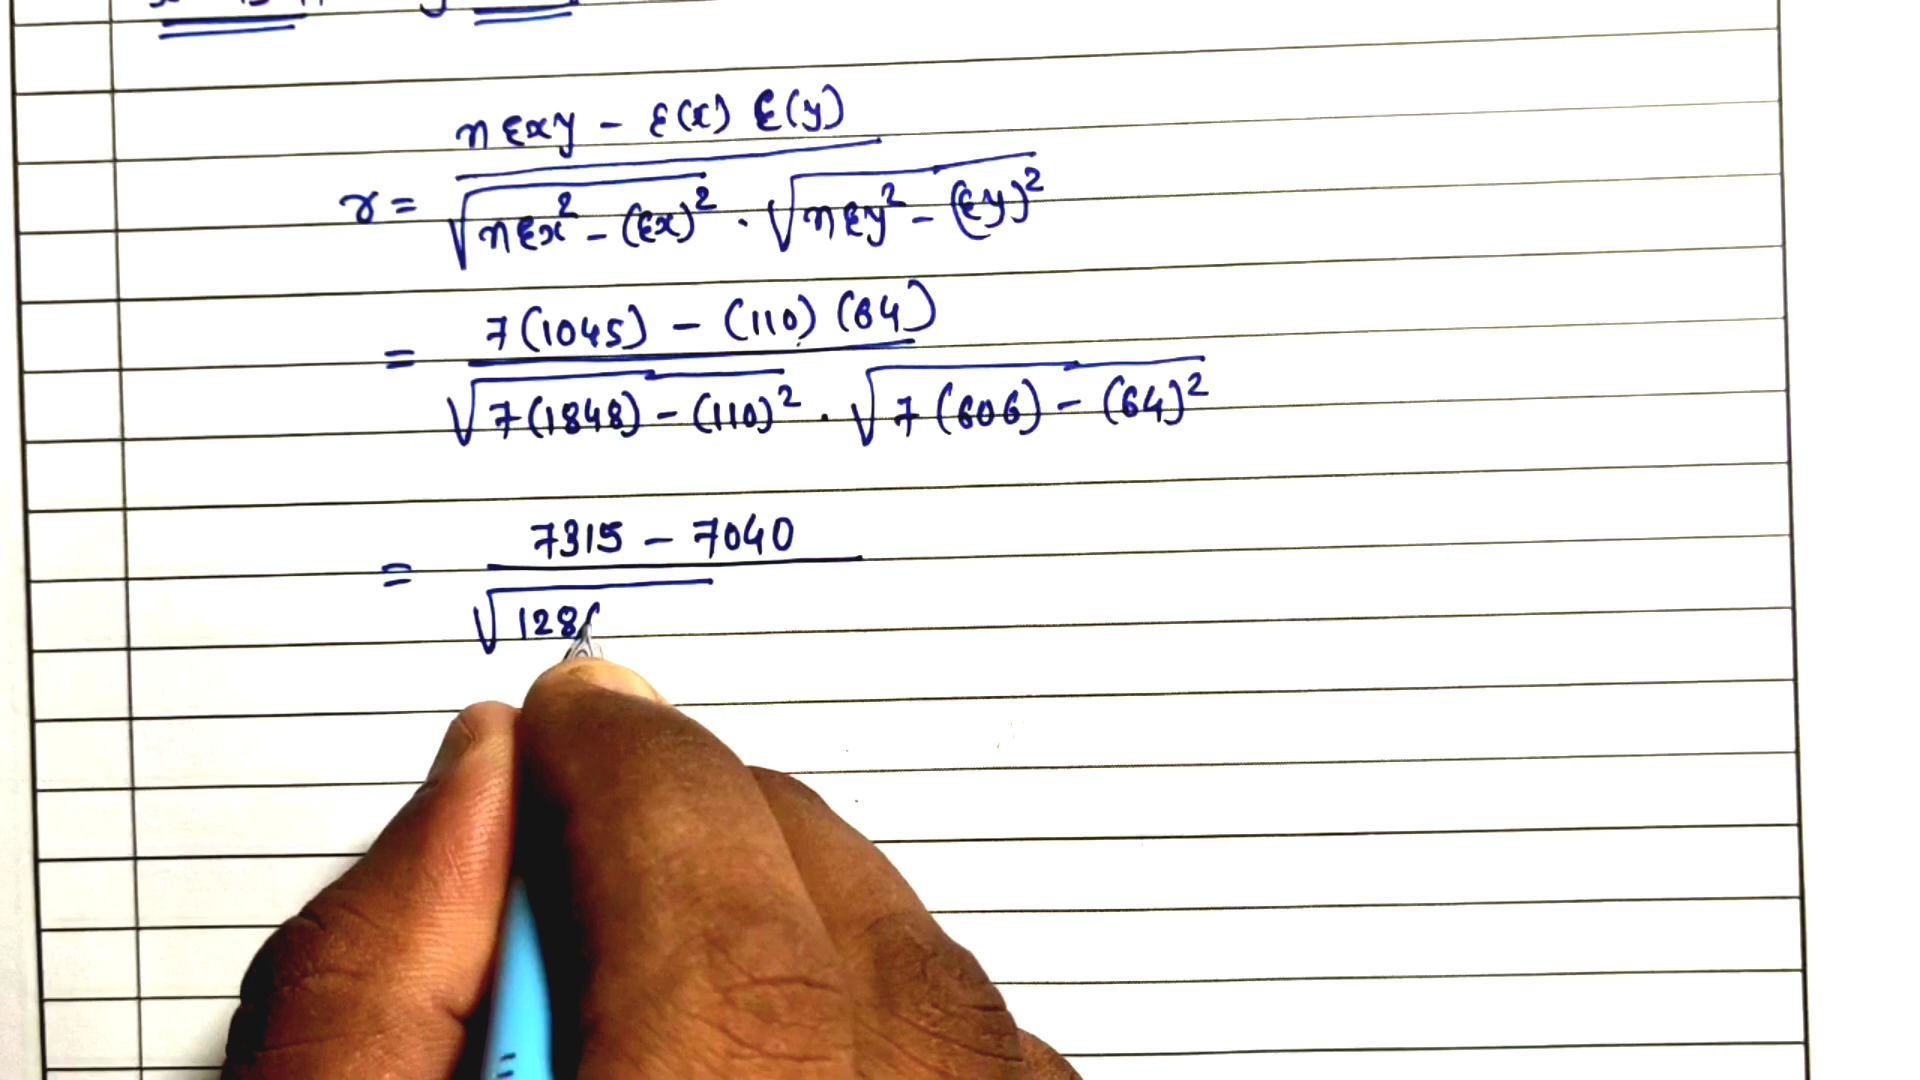 r = nΣxy - Σ(x) Σ(y) / √nΣx² - (Σx)² . √nΣy² - (Σy)²
= 7(1045) - (110) (64) / √7(1848) - (110)² . √7(606) - (64)²
= 7315 - 7040 / √128